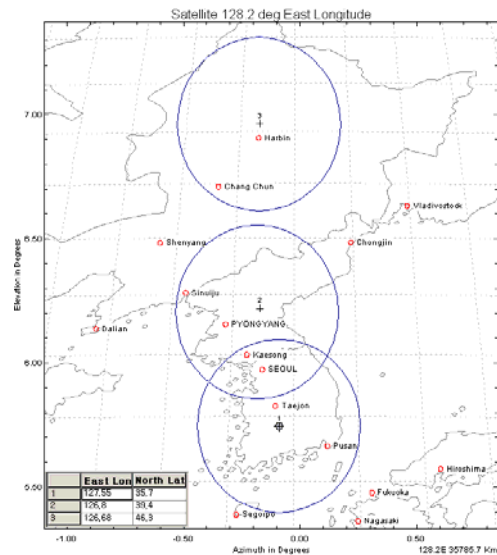 Satellite 128.2 deg East Longitude
7.00
3
Harbin
Chang Chun
Vladivostock
6.50
Shenyang
Chongjin
Sinuiju
2
PYONGYANG
Dalian
6.00
Kaesong
SEOUL
Taejon
1
Pusan
Hiroshima
Fukuoka
5.50
Segoipo
Nagasaki
East Lon North Lat
1 127,55 35,7
2 126,8 39,4
3 126,68 46,3
-1.00 -0.50 0.00 0.50
Elevation in Degrees
Azimuth in Degrees
128.2E 35785.7 Km